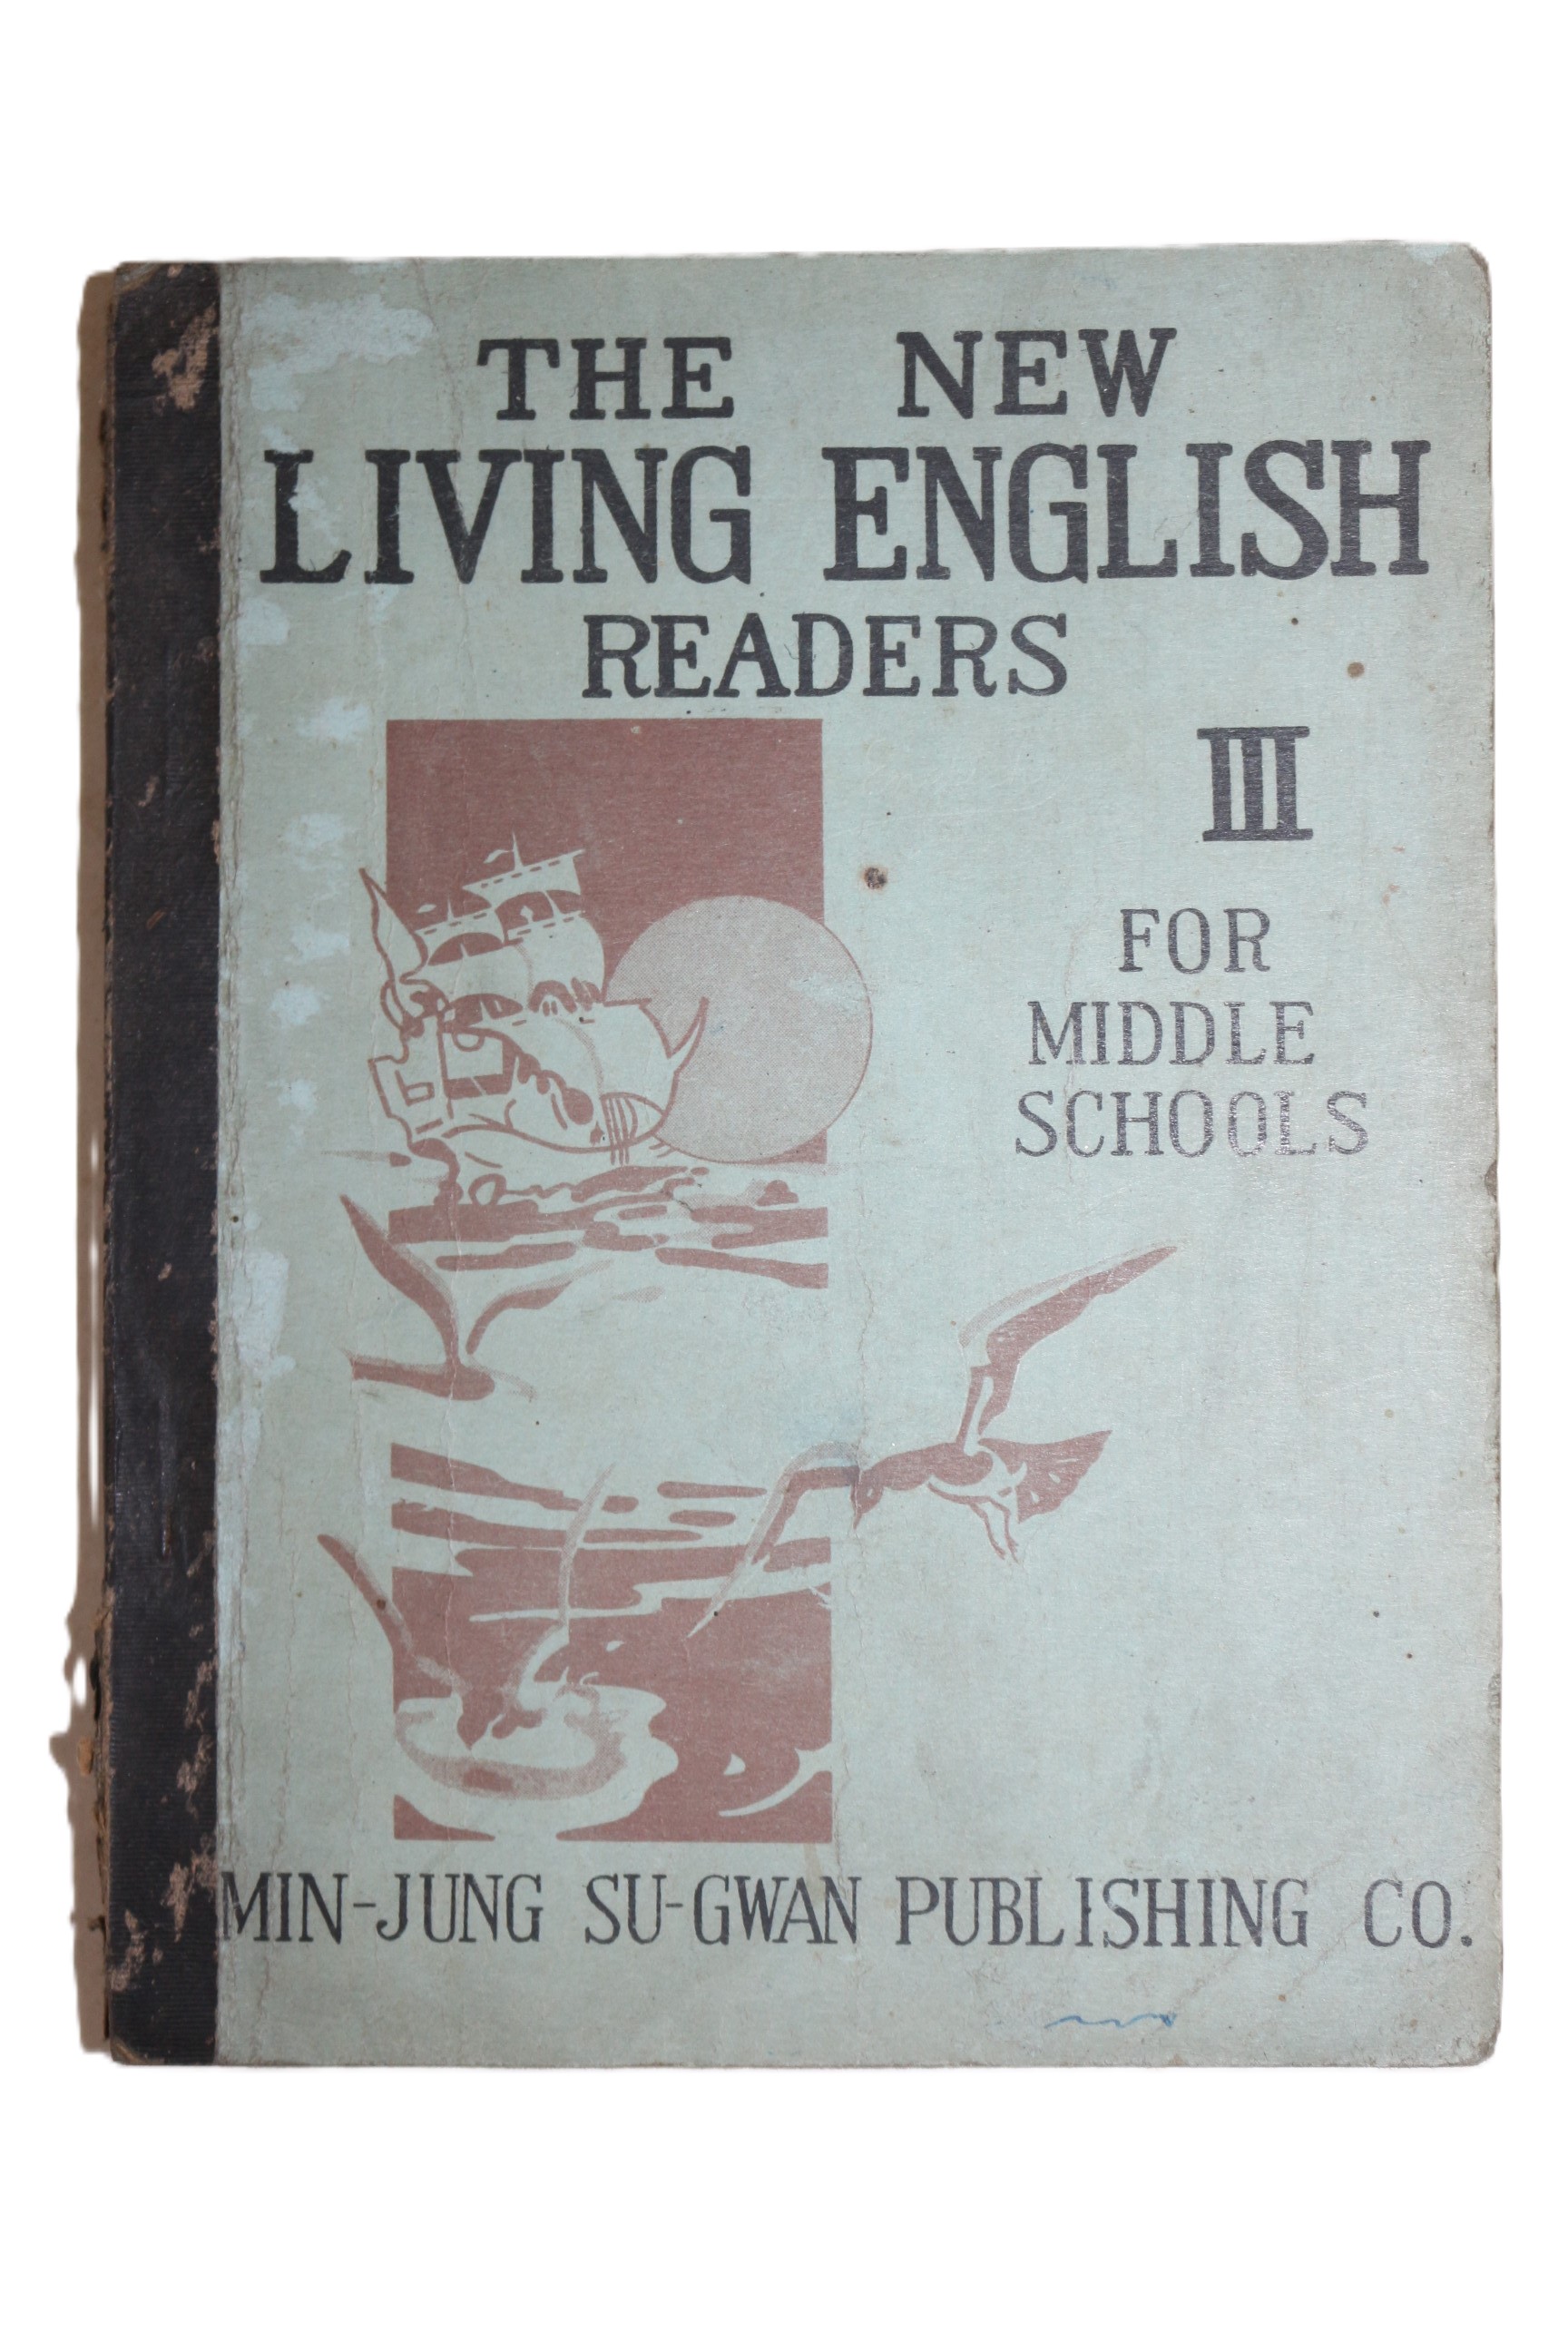 THE NEW
LIVING ENGLISH
READERS
III
FOR
MIDDLE
SCHOOLS
MIN-JUNG SU-GWAN PUBLISHING CO.